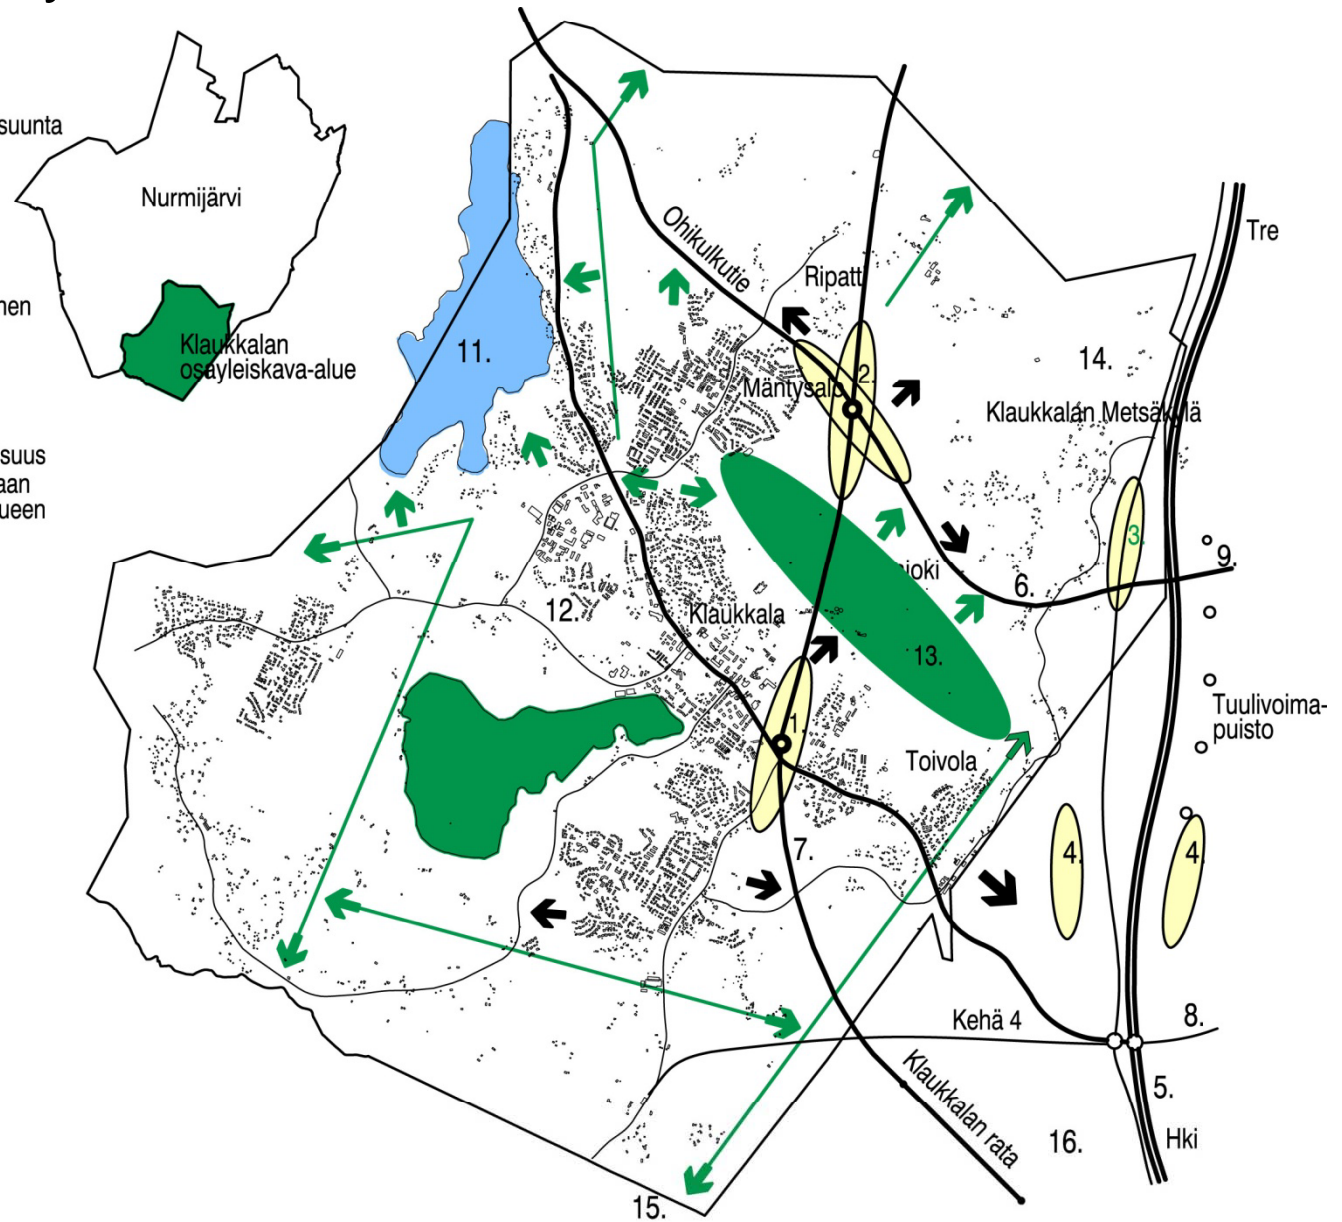 suunta
Nurmijärvi
nen
Klaukkalan
osayleiskava-alue
suus
aan
ueen
Ohikulkutie
Ripatti
Tre
11.
2.
14.
Mäntysalo
Klaukkalan Metsäkylä
3.
9.
joki
6.
12.
Klaukkala
13.
1.
Toivola
Tuulivoima-
puisto
7.
4.
4.
Kehä 4
8.
Klaukkalan rata
5.
16.
Hki
15.